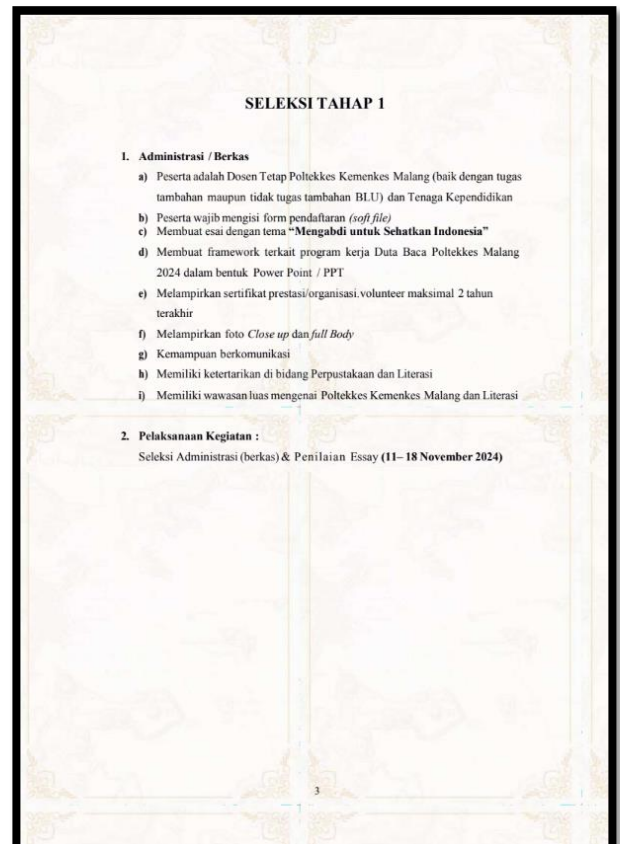 SELEKSI TAHAP 1
1. Administrasi / Berkas
a) Peserta adalah Dosen Tetap Poltekkes Kemenkes Malang (baik dengan tugas
tambahan maupun tidak tugas tambahan BLU) dan Tenaga Kependidikan
b) Peserta wajib mengisi form pendaftaran (soft file)
c) Membuat esai dengan tema “Mengabdi untuk Sehatkan Indonesia”
d) Membuat framework terkait program kerja Duta Baca Poltekkes Malang
2024 dalam bentuk Power Point / PPT
e) Melampirkan sertifikat prestasi/organisasi.volunteer maksimal 2 tahun
terakhir
f) Melampirkan foto Close up dan full Body
g) Kemampuan berkomunikasi
h) Memiliki ketertarikan di bidang Perpustakaan dan Literasi
i) Memiliki wawasan luas mengenai Poltekkes Kemenkes Malang dan Literasi
2. Pelaksanaan Kegiatan :
Seleksi Administrasi (berkas) & Penilaian Essay (11– 18 November 2024)
3